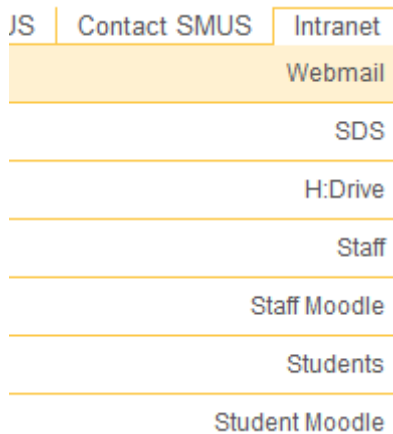 Contact SMUS Intranet
Webmail
SDS
H:Drive
Staff
Staff Moodle
Students
Student Moodle